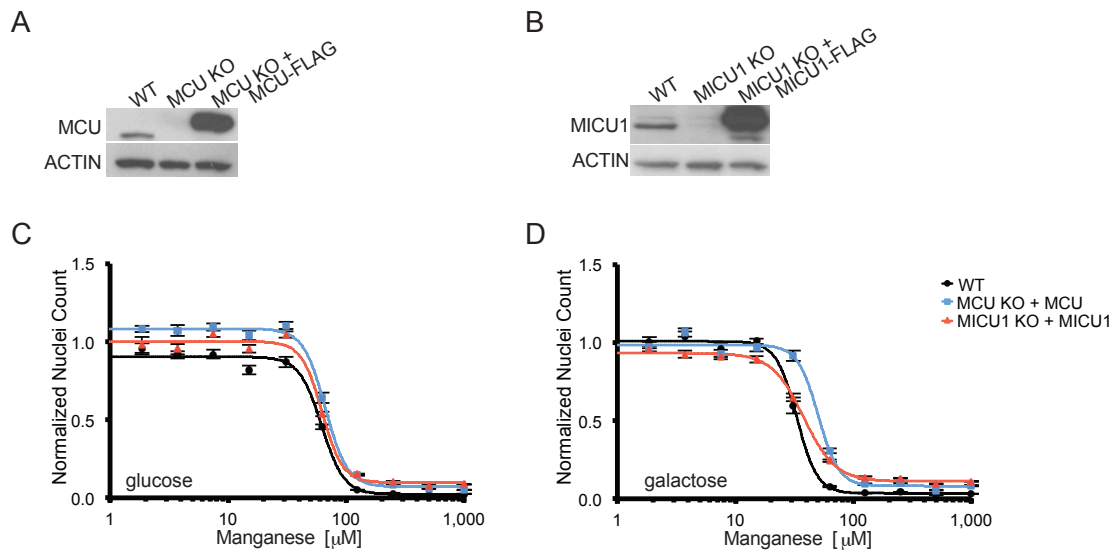 A
WT
MCU KO
MCU KO +
MCU-FLAG
MCU
ACTIN
B
WT
MICU1 KO
MICU1 KO +
MICU1-FLAG
MICU1
ACTIN
C
Normalized Nuclei Count
1.5
1.0
0.5
0.0
glucose
1 10 100 1,000
Manganese [µM]
D
Normalized Nuclei Count
1.5
1.0
0.5
0.0
galactose
1 10 100 1,000
Manganese [µM]
WT
MCU KO + MCU
MICU1 KO + MICU1